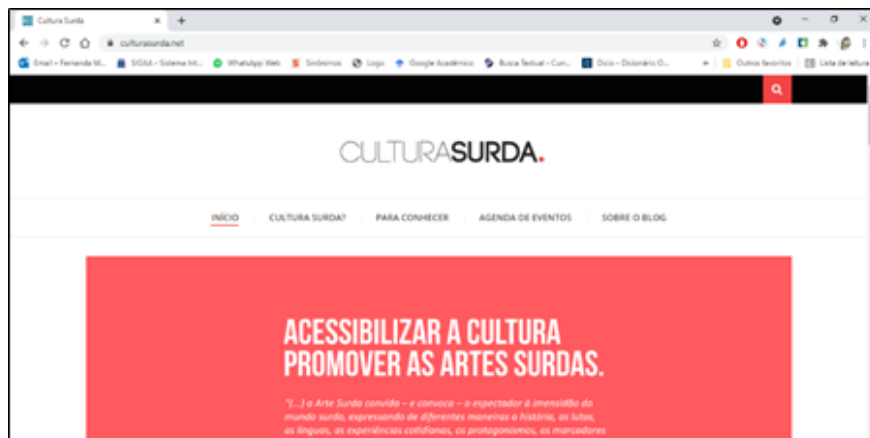 Cultura Surda
culturasurda.net
Email - Fernanda M... SIGAA - Sistema Int... WhatsApp Web Sinônimos Logo Google Acadêmico Busca Textual - Curr... Dicio - Dicionário O... Outros favoritos Lista de leitura
CULTURASURDA.
INÍCIO CULTURA SURDA? PARA CONHECER AGENDA DE EVENTOS SOBRE O BLOG
ACESSIBILIZAR A CULTURA
PROMOVER AS ARTES SURDAS.
"(...) a Arte Surda convida – e convoca – o espectador à imensidão do
mundo surdo, expressando de diferentes maneiras a história, as lutas,
as línguas, as experiências cotidianas, os protagonismos, os marcadores